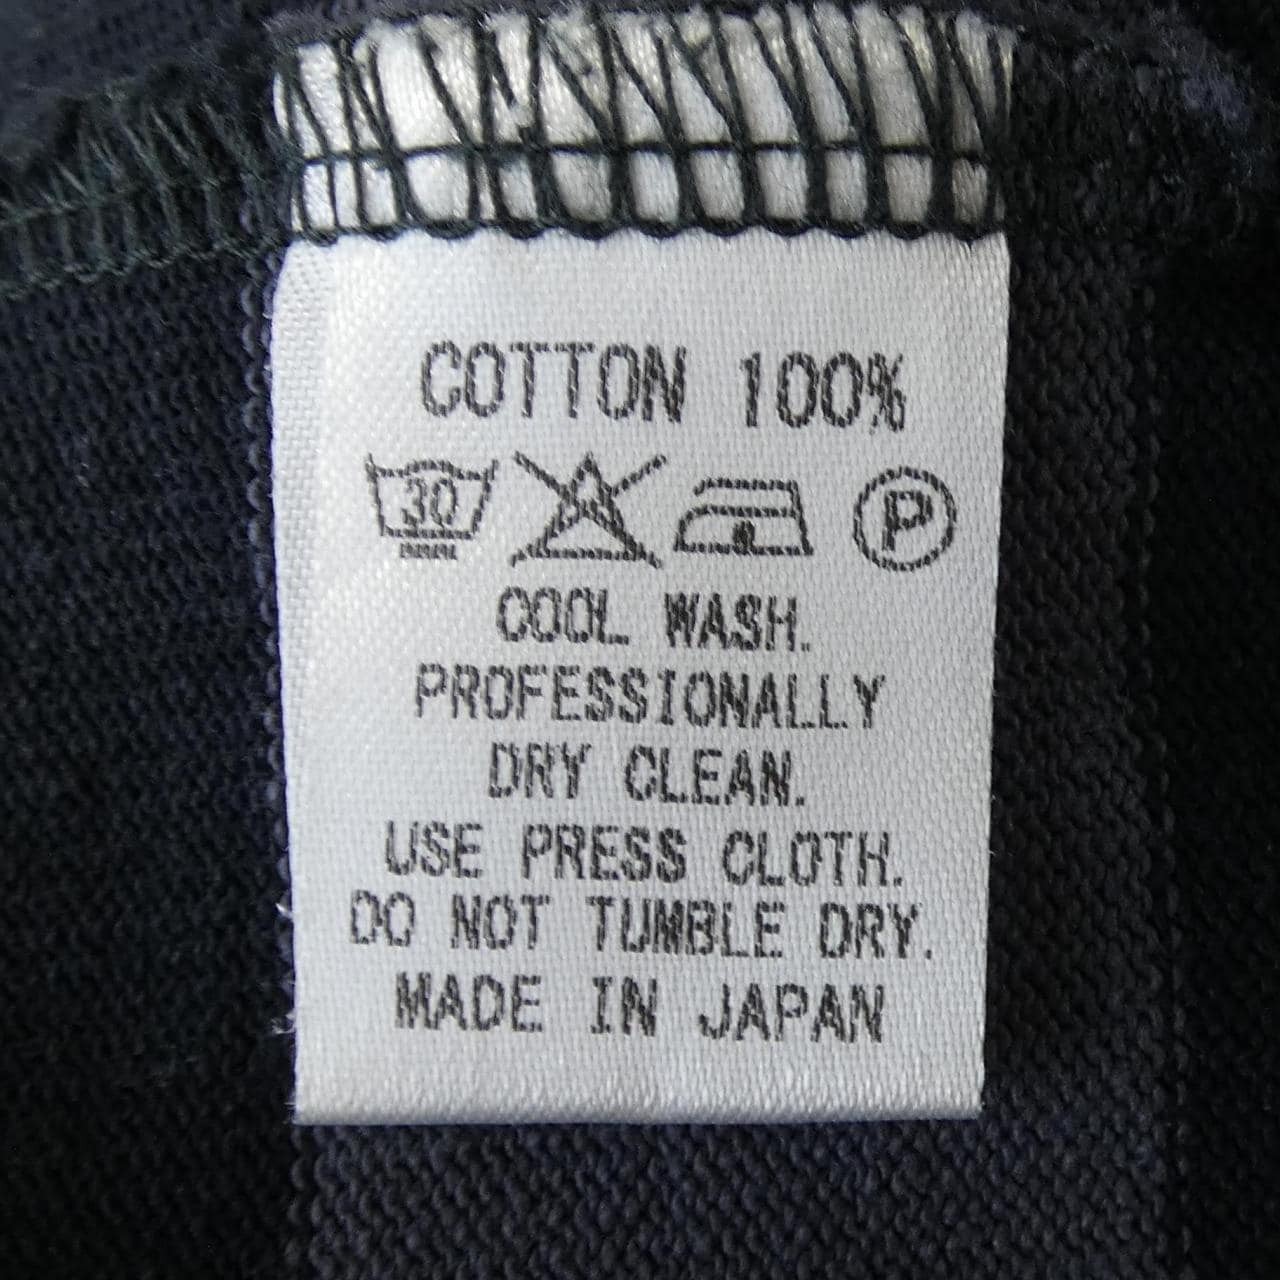 COTTON 100%
30 P
COOL WASH.
PROFESSIONALLY
DRY CLEAN.
USE PRESS CLOTH.
DO NOT TUMBLE DRY.
MADE IN JAPAN